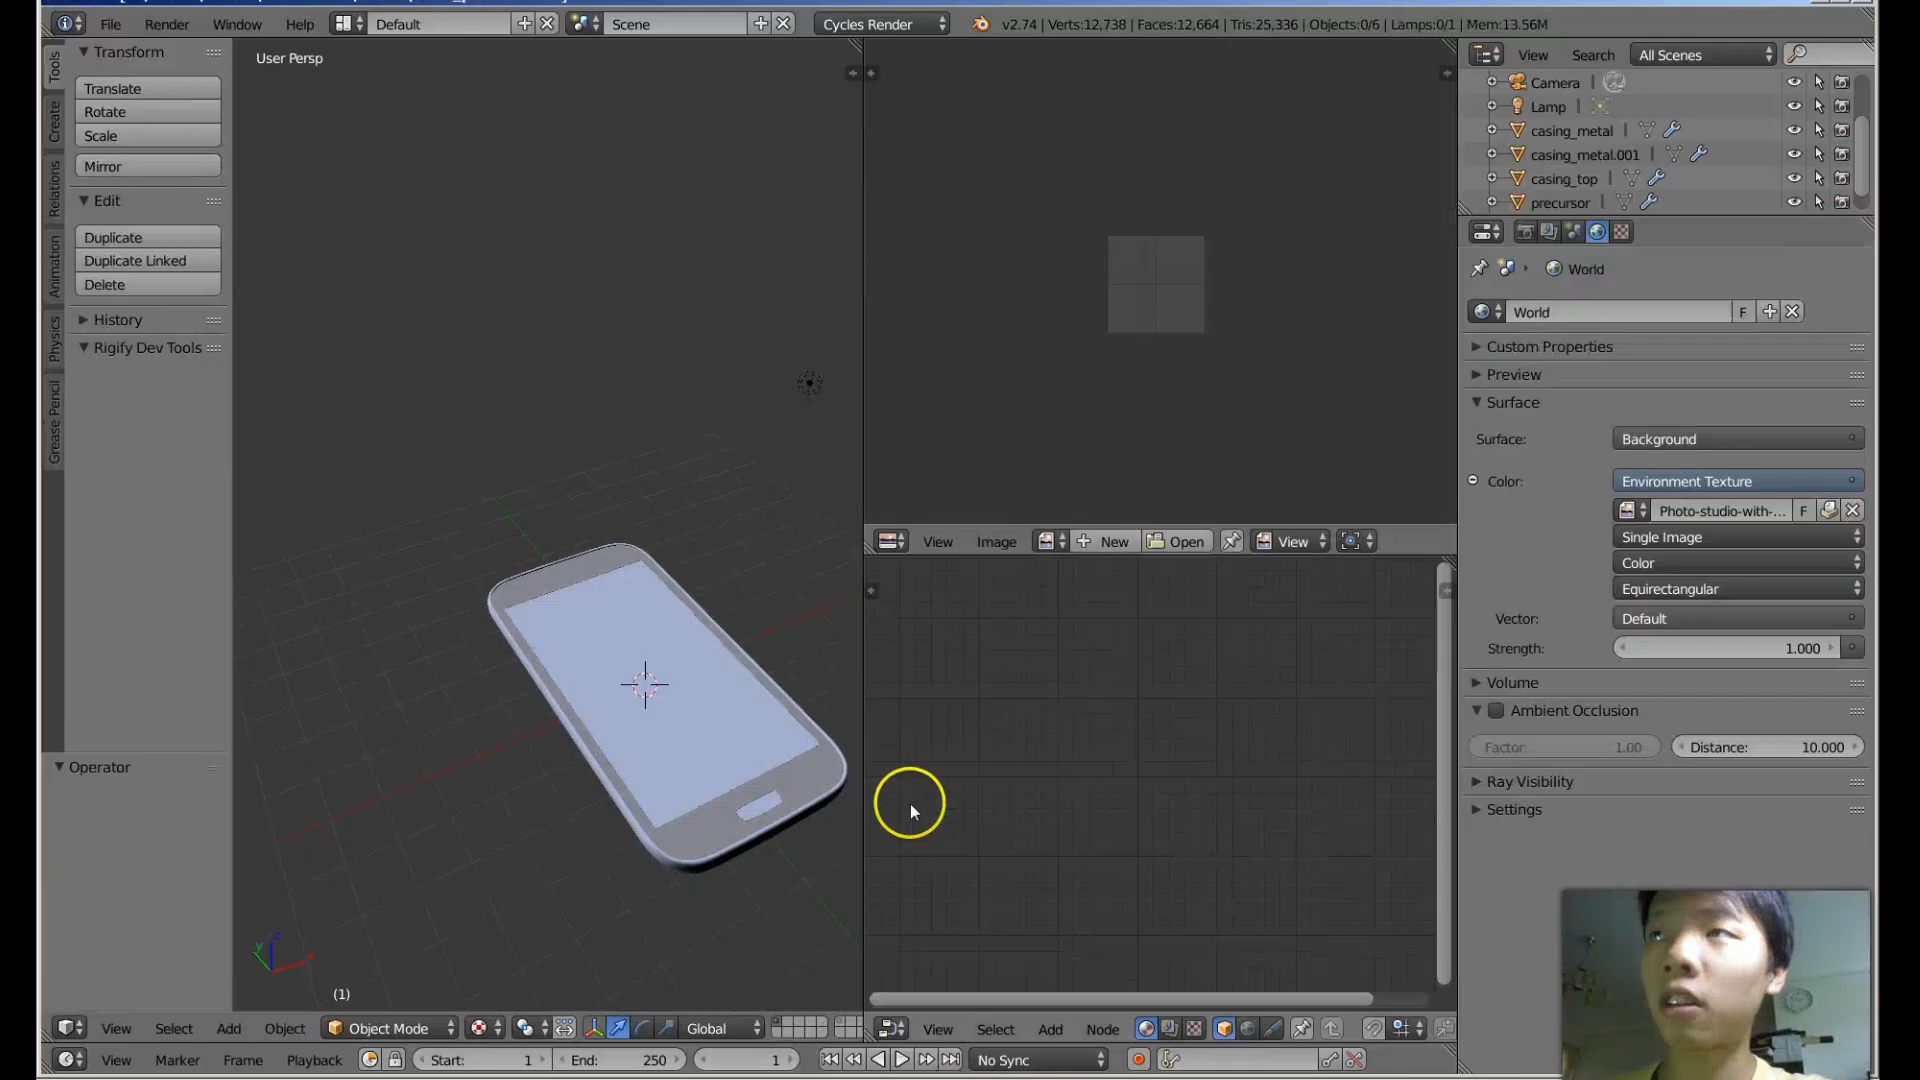 File Render Window Help Default Scene Cycles Render v2.74 | Verts:12,738 | Faces:12,664 | Tris:25,336 | Objects:0/6 | Lamps:0/1 | Mem:13.56M
Tools
Create
Relations
Animation
Physics
Grease Pencil
Transform
Translate
Rotate
Scale
Mirror
Edit
Duplicate
Duplicate Linked
Delete
History
Rigify Dev Tools
Operator
User Persp
z
y
x
(1)
View Image New Open View
View Search All Scenes
Camera
Lamp
casing_metal
casing_metal.001
casing_top
precursor
World
World F
Custom Properties
Preview
Surface
Surface: Background
Color: Environment Texture
Photo-studio-with-... F
Single Image
Color
Equirectangular
Vector: Default
Strength: 1.000
Volume
Ambient Occlusion
Factor: 1.00 Distance: 10.000
Ray Visibility
Settings
View Select Add Object Object Mode Global
View Select Add Node
View Marker Frame Playback Start: 1 End: 250 1 No Sync